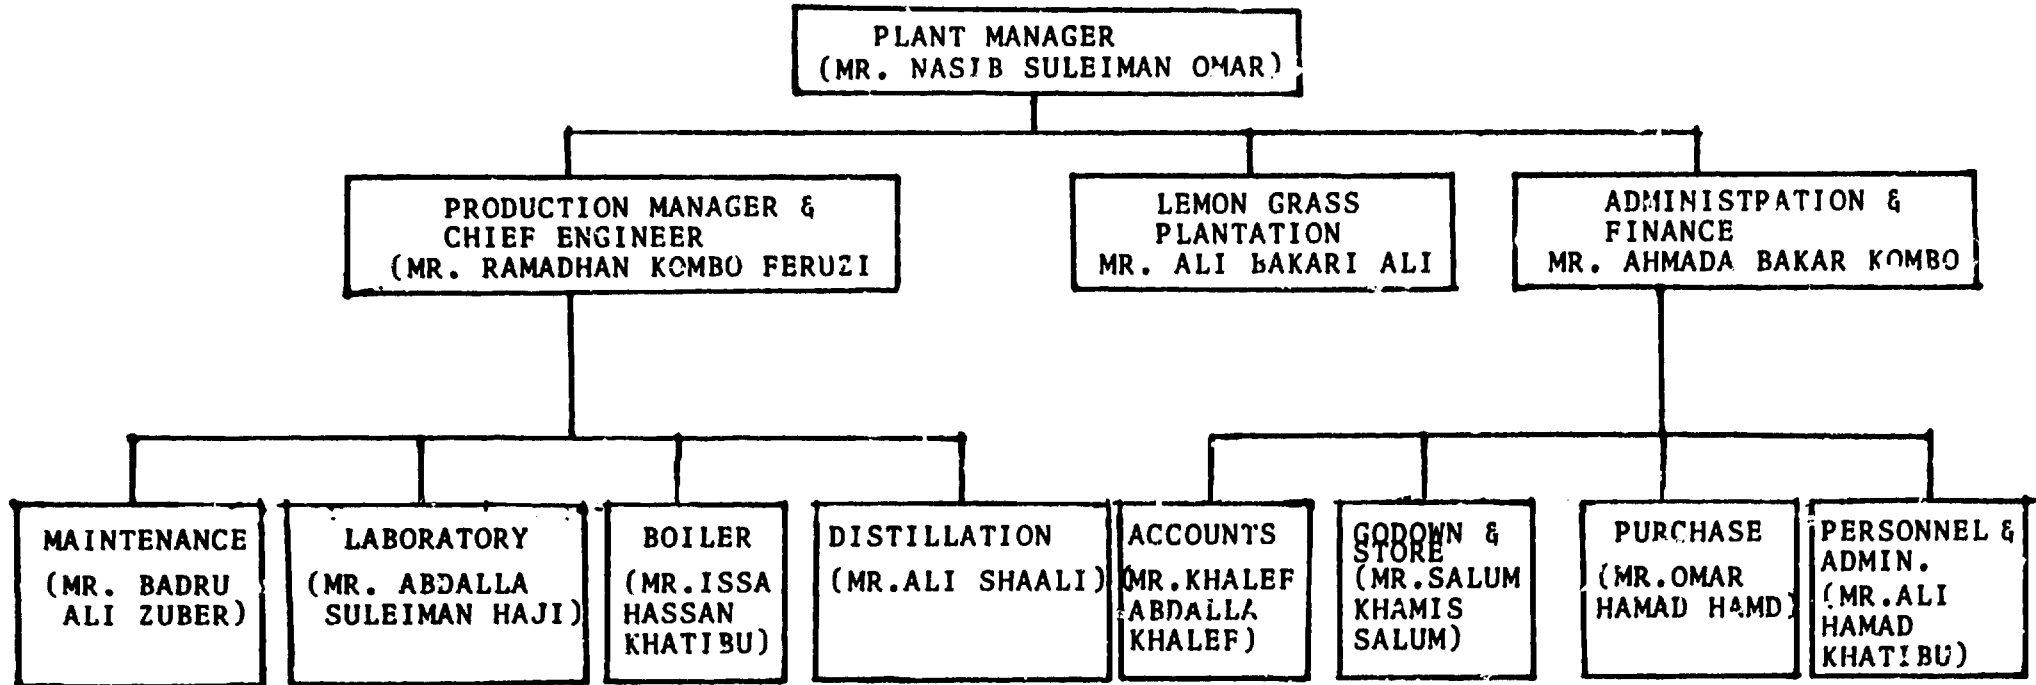 PLANT MANAGER
(MR. NASIB SULEIMAN OMAR)
PRODUCTION MANAGER &
CHIEF ENGINEER
(MR. RAMADHAN KOMBO FERUZI
LEMON GRASS
PLANTATION
MR. ALI BAKARI ALI
ADMINISTPATION &
FINANCE
MR. AHMADA BAKAR KOMBO
MAINTENANCE
(MR. BADRU
ALI ZUBER)
LABORATORY
(MR. ABDALLA
SULEIMAN HAJI)
BOILER
(MR.ISSA
HASSAN
KHATIBU)
DISTILLATION
(MR.ALI SHAALI)
ACCOUNTS
(MR.KHALEF
ABDALLA
KHALEF)
GODOWN &
STORE
(MR.SALUM
KHAMIS
SALUM)
PURCHASE
(MR.OMAR
HAMAD HAMD)
PERSONNEL &
ADMIN.
(MR.ALI
HAMAD
KHATIBU)